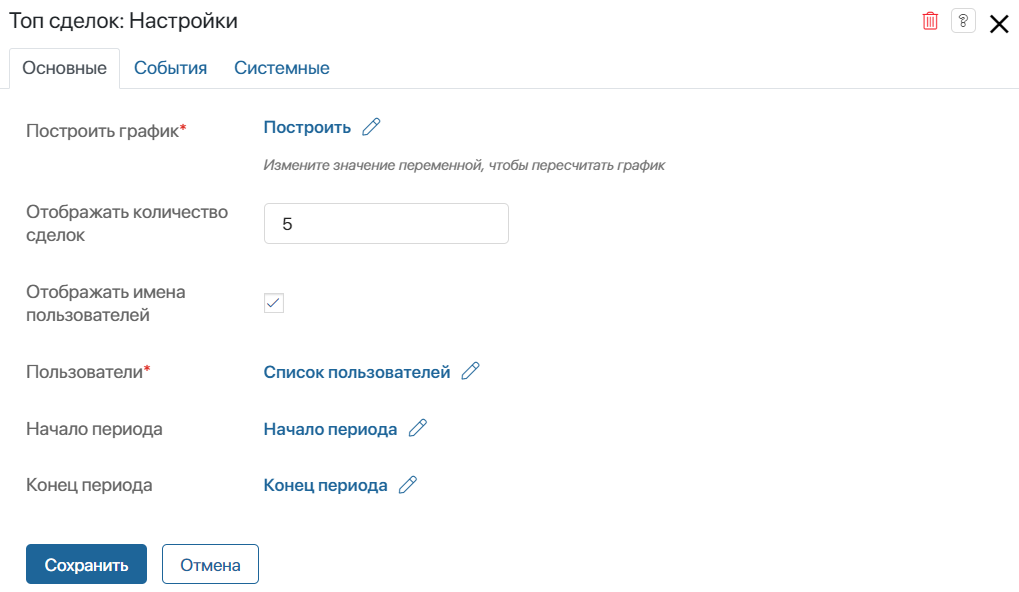 Топ сделок: Настройки
?
Основные События Системные
Построить график* Построить
Измените значение переменной, чтобы пересчитать график
Отображать количество
сделок
5
Отображать имена
пользователей
Пользователи* Список пользователей
Начало периода Начало периода
Конец периода Конец периода
Сохранить Отмена